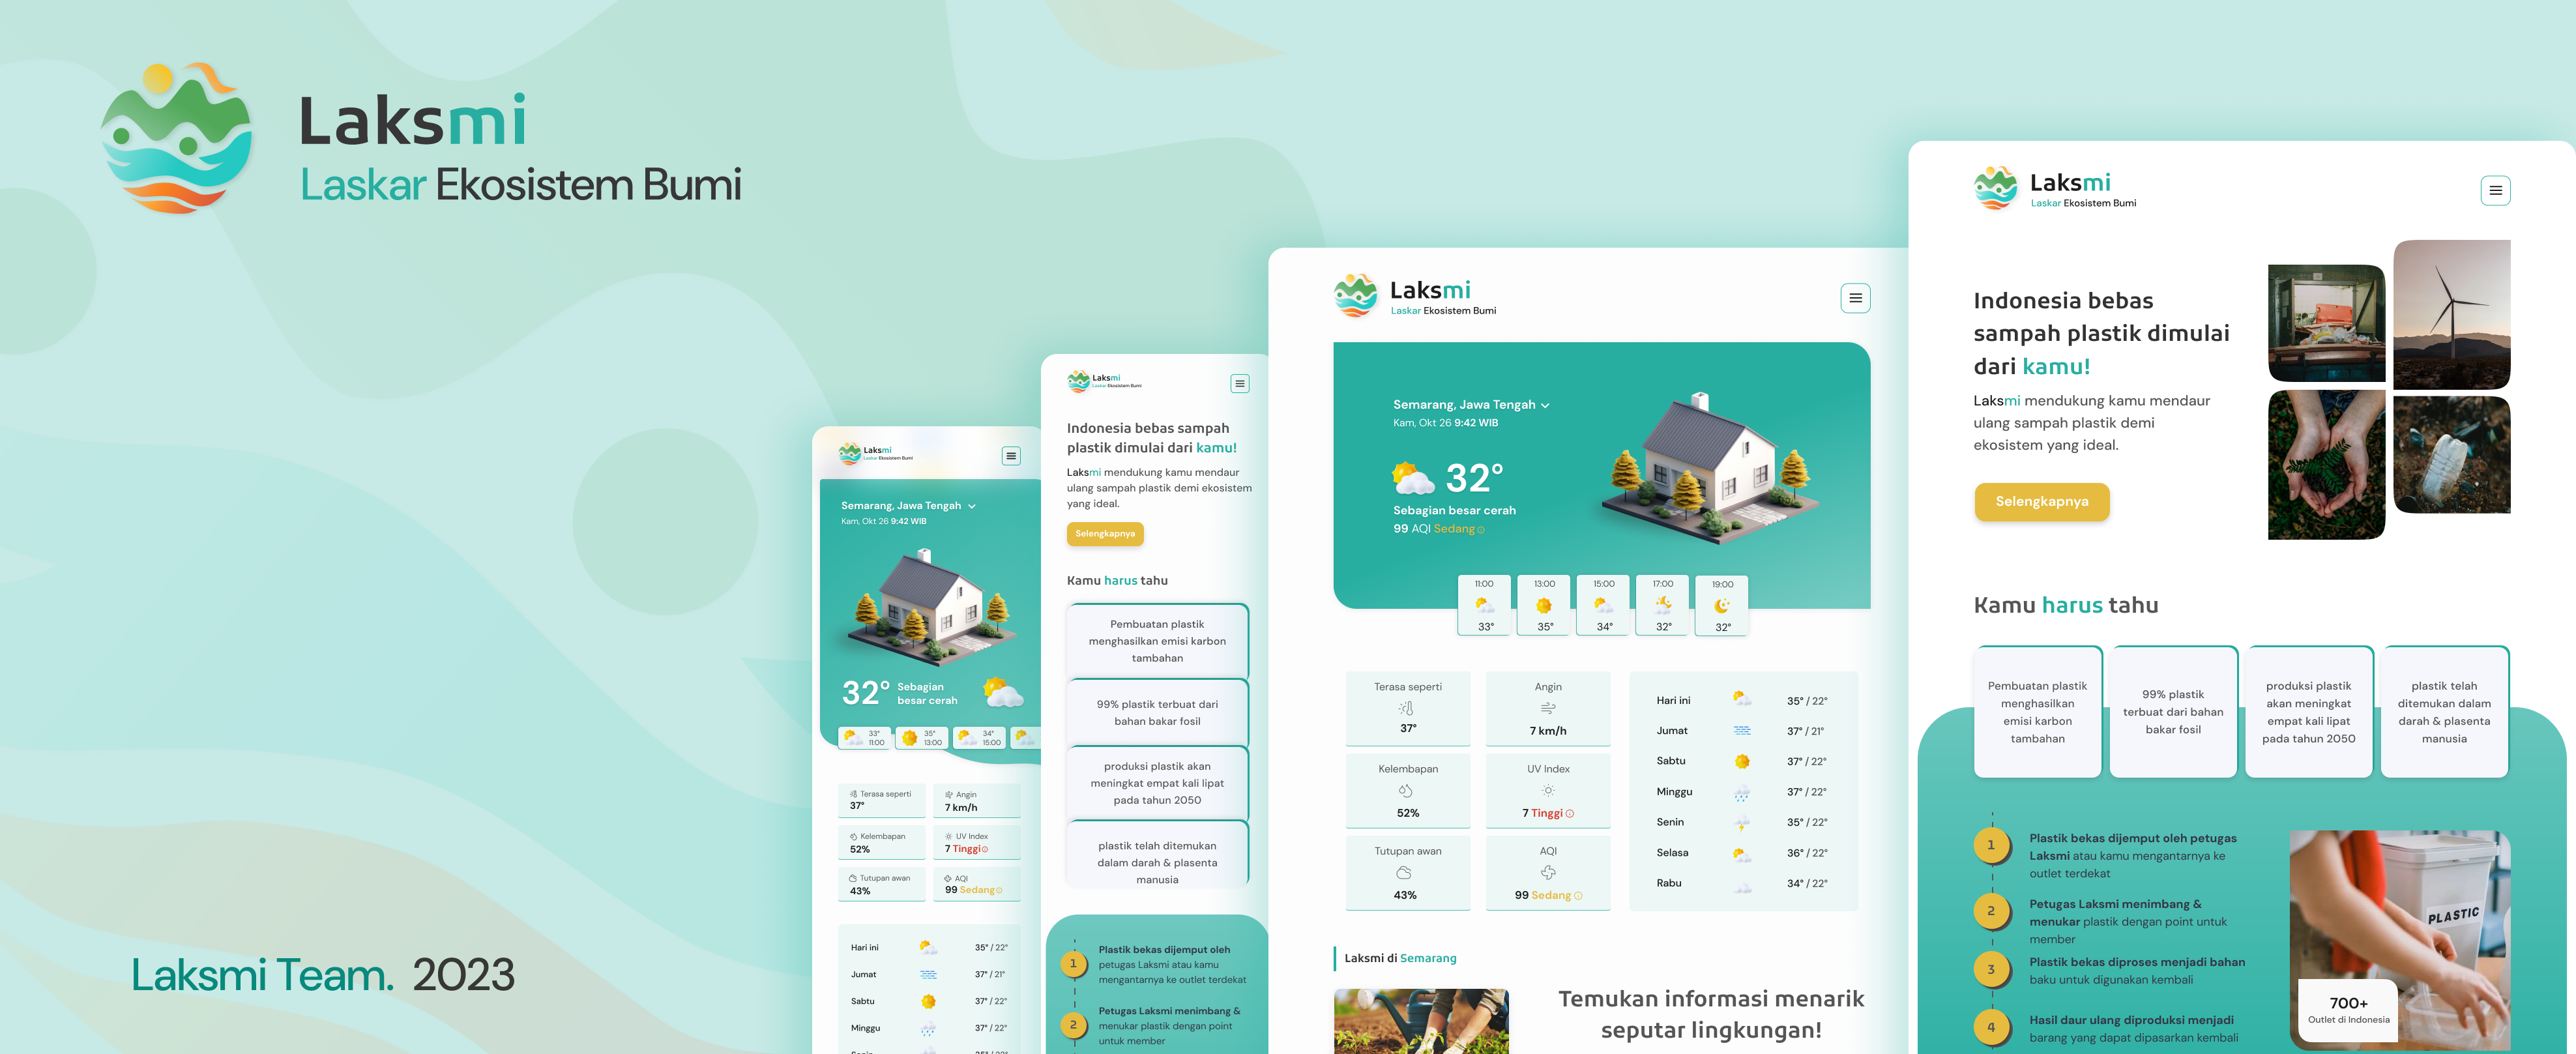 Laksmi
Laskar Ekosistem Bumi
Laksmi Team. 2023
Laksmi
Laskar Ekosistem Bumi
Semarang, Jawa Tengah
Kam, Okt 26 9:42 WIB
32°
Sebagian
besar cerah
33°
11:00
35°
13:00
34°
15:00
Terasa seperti
37°
Angin
7 km/h
Kelembapan
52%
UV Index
7 Tinggi
Tutupan awan
43%
AQI
99 Sedang
Hari ini 35° / 22°
Jumat 37° / 21°
Sabtu 37° / 22°
Minggu 37° / 22°
Laksmi
Laskar Ekosistem Bumi
Indonesia bebas sampah
plastik dimulai dari kamu!
Laksmi mendukung kamu mendaur
ulang sampah plastik demi ekosistem
yang ideal.
Selengkapnya
Kamu harus tahu
Pembuatan plastik
menghasilkan emisi karbon
tambahan
99% plastik terbuat dari
bahan bakar fosil
produksi plastik akan
meningkat empat kali lipat
pada tahun 2050
plastik telah ditemukan
dalam darah & plasenta
manusia
1
Plastik bekas dijemput oleh
petugas Laksmi atau kamu
mengantarnya ke outlet terdekat
2
Petugas Laksmi menimbang &
menukar plastik dengan point
untuk member
Laksmi
Laskar Ekosistem Bumi
Semarang, Jawa Tengah
Kam, Okt 26 9:42 WIB
32°
Sebagian besar cerah
99 AQI Sedang
11:00
33°
13:00
35°
15:00
34°
17:00
32°
19:00
32°
Terasa seperti
37°
Angin
7 km/h
Kelembapan
52%
UV Index
7 Tinggi
Tutupan awan
43%
AQI
99 Sedang
Hari ini 35° / 22°
Jumat 37° / 21°
Sabtu 37° / 22°
Minggu 37° / 22°
Senin 35° / 22°
Selasa 36° / 22°
Rabu 34° / 22°
Laksmi di Semarang
Temukan informasi menarik
seputar lingkungan!
Laksmi
Laskar Ekosistem Bumi
Indonesia bebas
sampah plastik dimulai
dari kamu!
Laksmi mendukung kamu mendaur
ulang sampah plastik demi
ekosistem yang ideal.
Selengkapnya
Kamu harus tahu
Pembuatan plastik
menghasilkan
emisi karbon
tambahan
99% plastik
terbuat dari bahan
bakar fosil
produksi plastik
akan meningkat
empat kali lipat
pada tahun 2050
plastik telah
ditemukan dalam
darah & plasenta
manusia
1
Plastik bekas dijemput oleh petugas
Laksmi atau kamu mengantarnya ke
outlet terdekat
2
Petugas Laksmi menimbang &
menukar plastik dengan point untuk
member
3
Plastik bekas diproses menjadi bahan
baku untuk digunakan kembali
4
Hasil daur ulang diproduksi menjadi
barang yang dapat dipasarkan kembali
PLASTIC
700+
Outlet di Indonesia